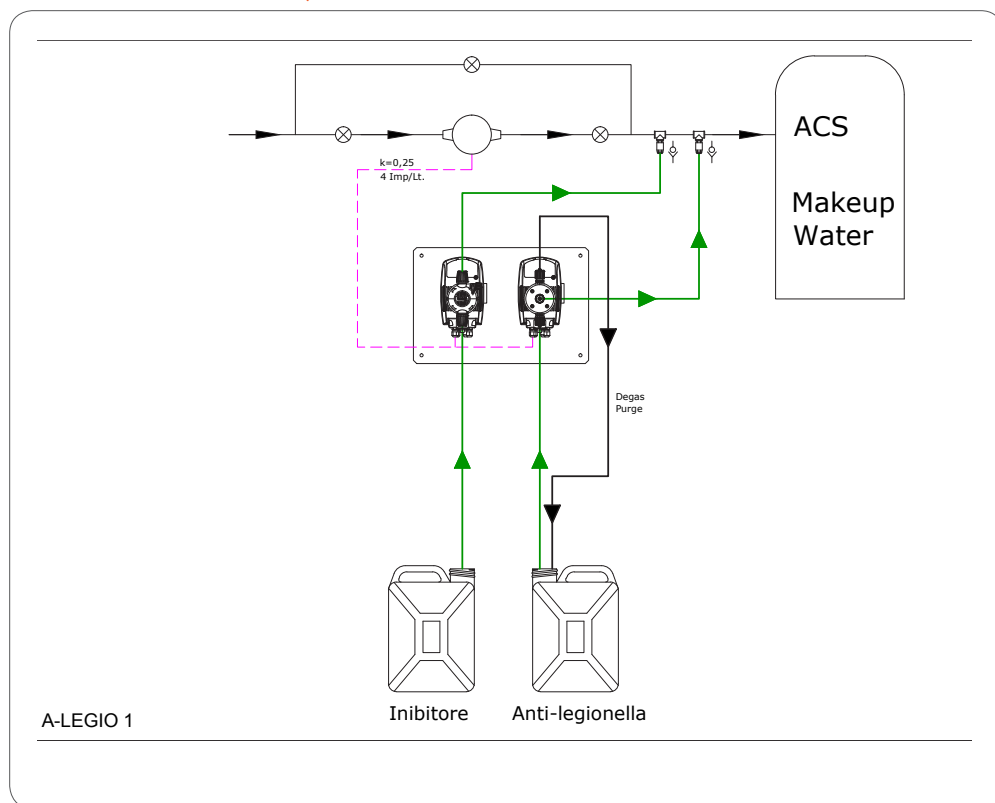 ACS
Makeup
Water
k=0,25
4 Imp/Lt.
Degas
Purge
Inibitore
Anti-legionella
A-LEGIO 1